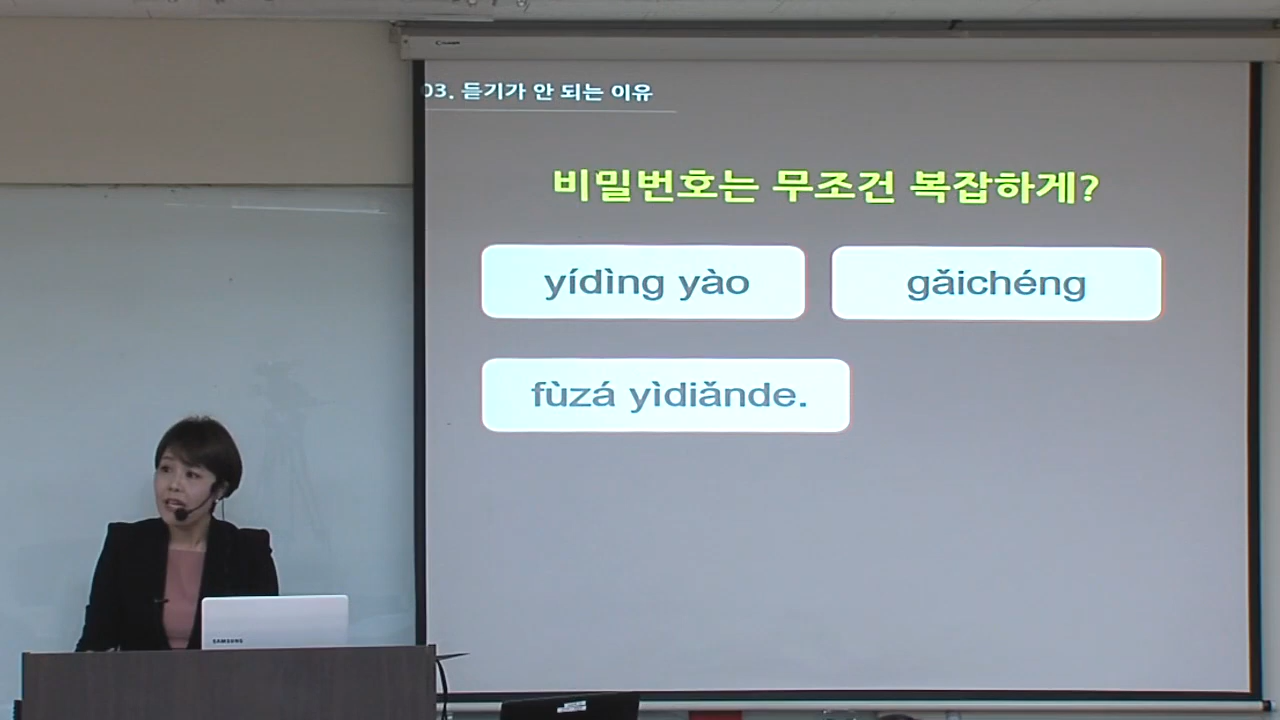 03. 듣기가 안 되는 이유
비밀번호는 무조건 복잡하게?
yídìng yào
gǎichéng
fùzá yìdiǎnde.
SAMSUNG